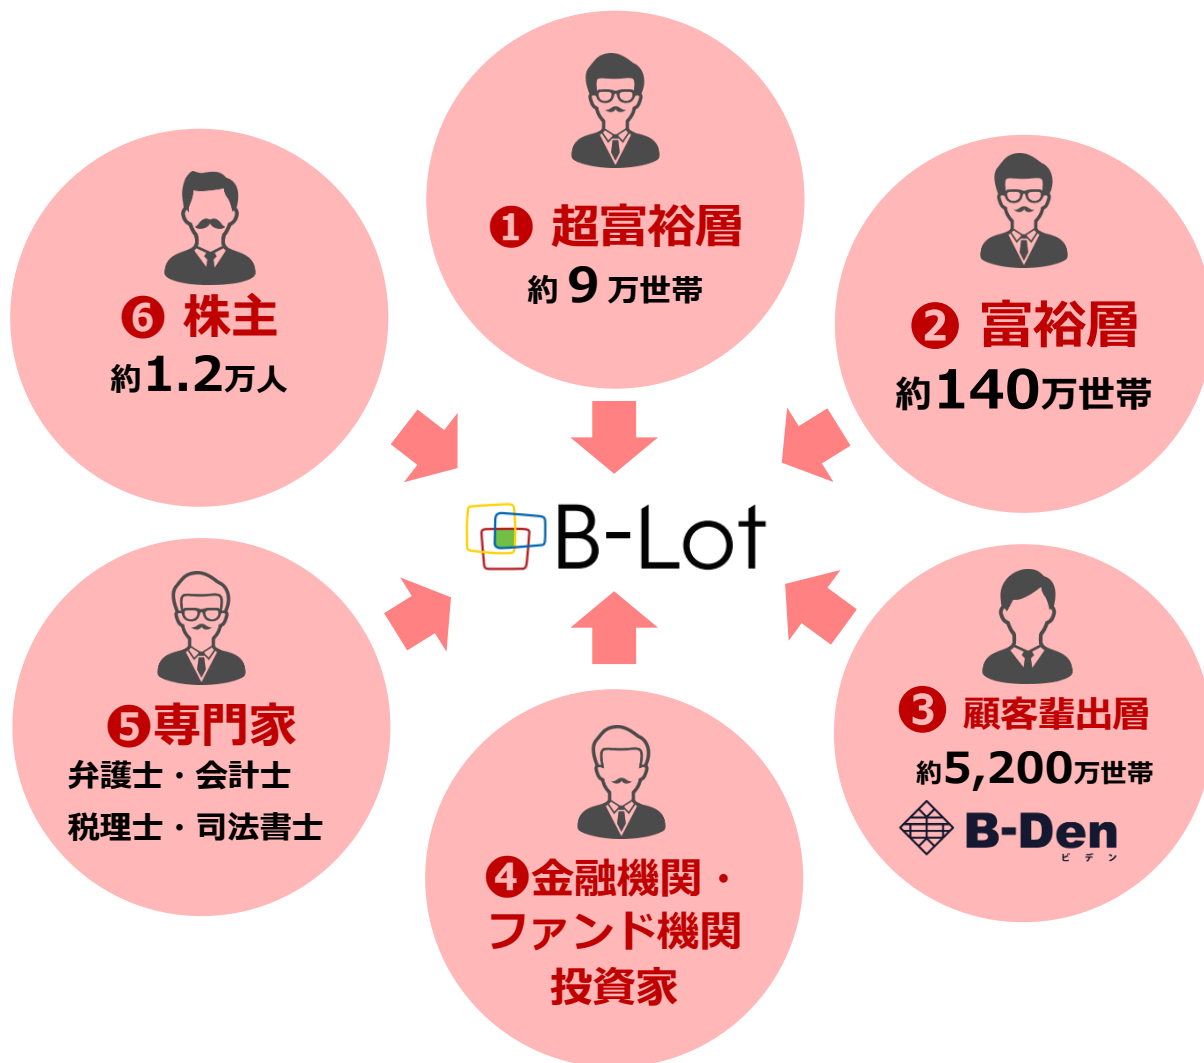 ❶ 超富裕層
約 9 万世帯
❷ 富裕層
約140万世帯
❸ 顧客輩出層
約5,200万世帯
B-Den
ビデン
❹金融機関・
ファンド機関
投資家
❺専門家
弁護士・会計士
税理士・司法書士
❻ 株主
約1.2万人
B-Lot